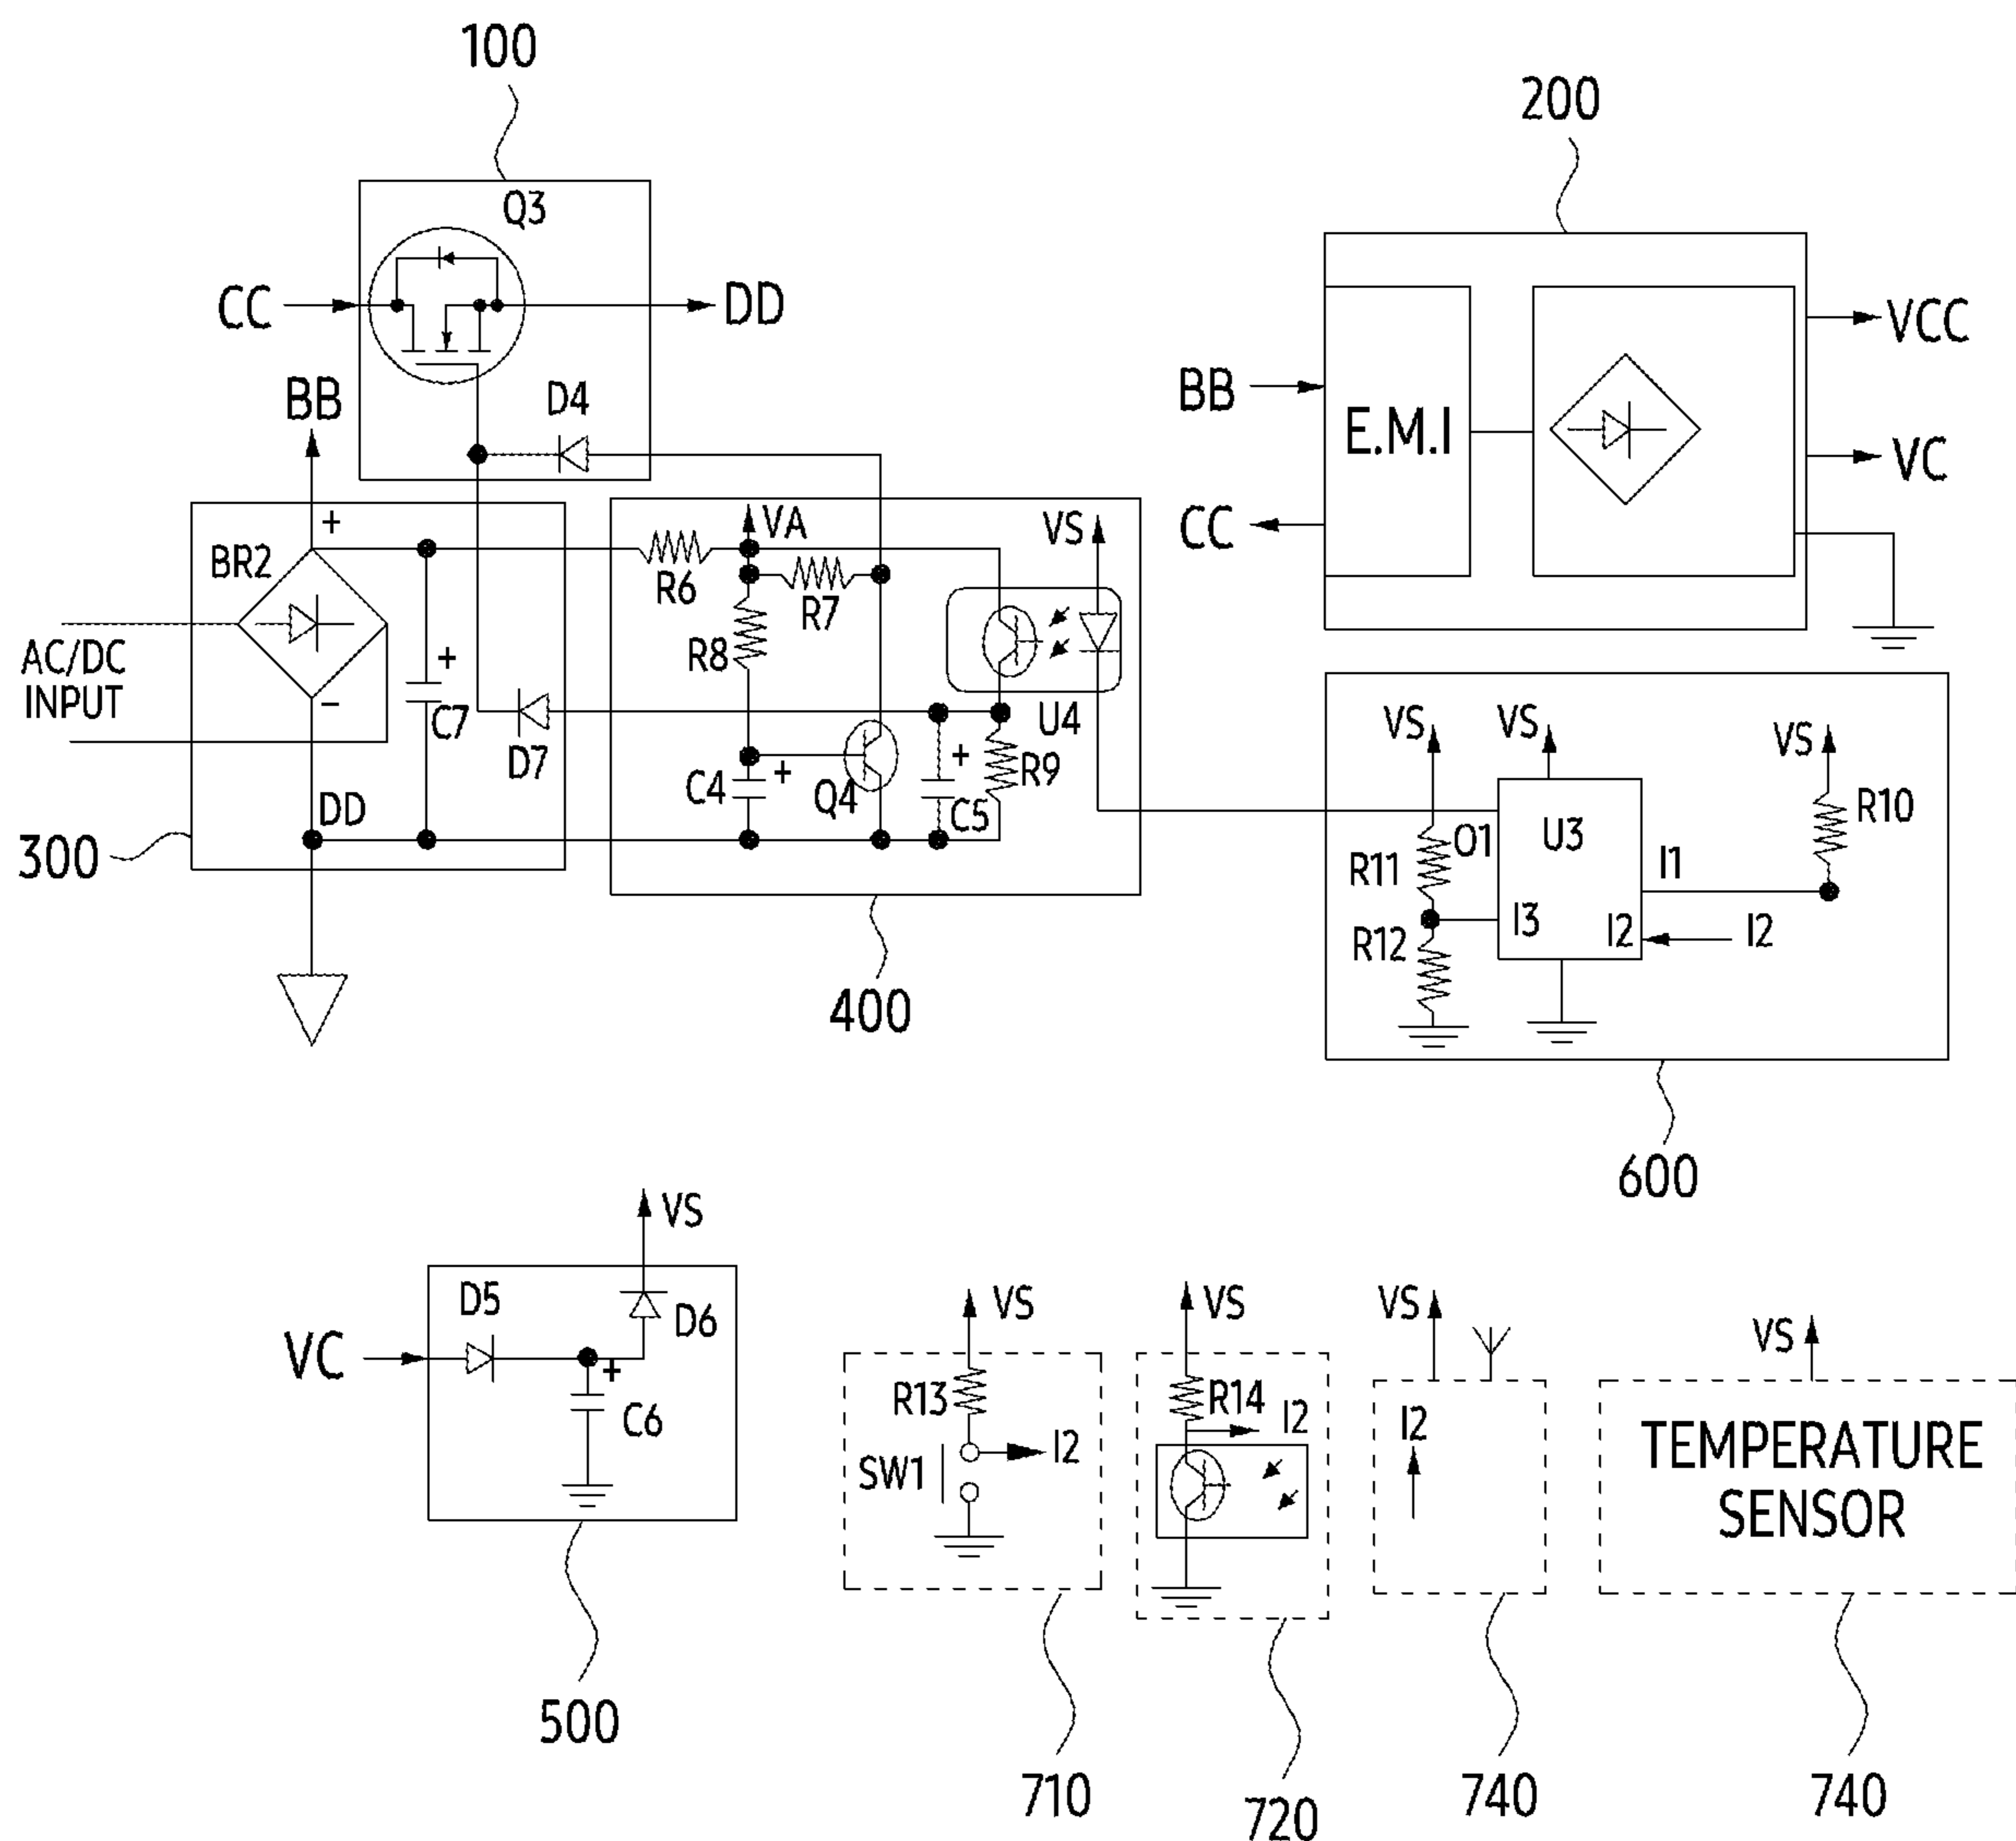 100
200
Q3
CC
DD
D4
BB
VCC
BB
E.M.I
VC
CC
+
BR2
VA
VS
R6
R7
R8
AC/DC
INPUT
+
−
C7
D7
U4
C4
+
Q4
+
C5
R9
DD
300
400
VS
VS
VS
R10
R11
O1
U3
I1
R12
I3
I2
I2
600
VS
D5
D6
VC
+
C6
500
VS
R13
I2
SW1
710
VS
R14
I2
720
VS
I2
740
VS
TEMPERATURE
SENSOR
740